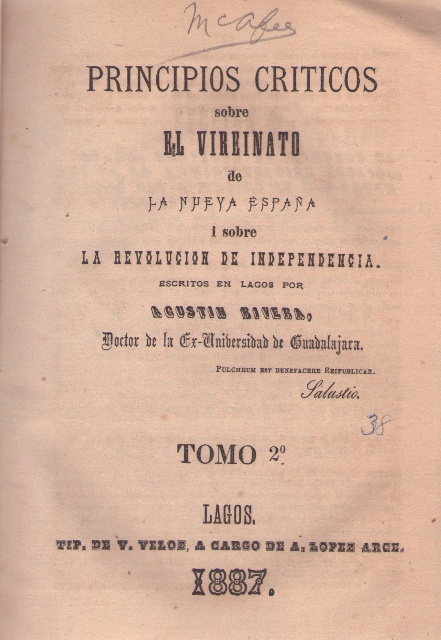 McAfee
PRINCIPIOS CRITICOS
sobre
EL VIREINATO
de
LA NUEVA ESPAÑA
i sobre
LA REVOLUCION DE INDEPENDENCIA.
ESCRITOS EN LAGOS POR
AGUSTIN RIVERA,
Doctor de la Ex-Universidad de Guadalajara.
PULCHRUM EST BENEFACERE REIPUBLICAE.
Salustio.
38
TOMO 2º.
LAGOS.
TIP. DE V. VELOZ, A CARGO DE A. LOPEZ ARCE.
1887.